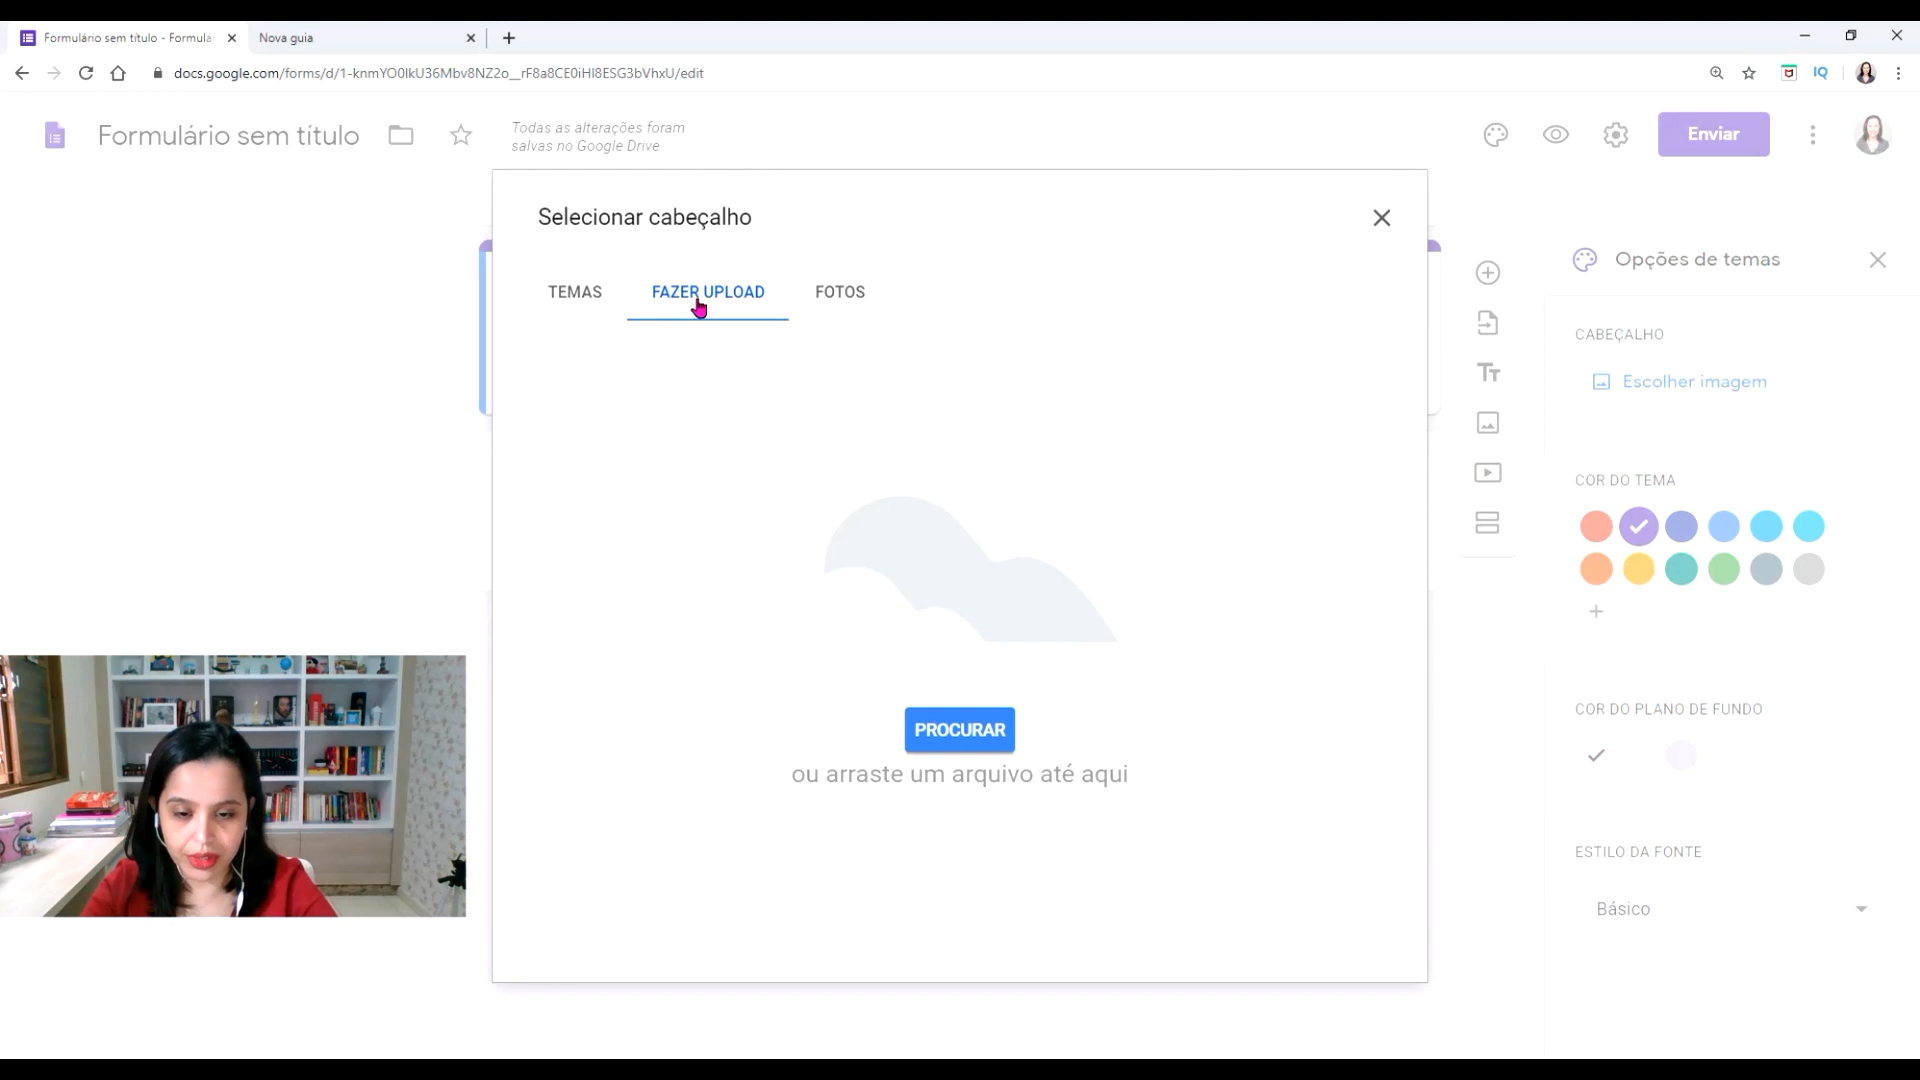 Formulário sem título - Formulá
Nova guia
docs.google.com/forms/d/1-knmYO0lkU36Mbv8NZ2o__rF8a8CE0iHI8ESG3bVhxU/edit
IQ
Formulário sem título
Todas as alterações foram
salvas no Google Drive
Enviar
Selecionar cabeçalho
TEMAS
FAZER UPLOAD
FOTOS
PROCURAR
ou arraste um arquivo até aqui
Tт
Opções de temas
CABEÇALHO
Escolher imagem
COR DO TEMA
COR DO PLANO DE FUNDO
ESTILO DA FONTE
Básico